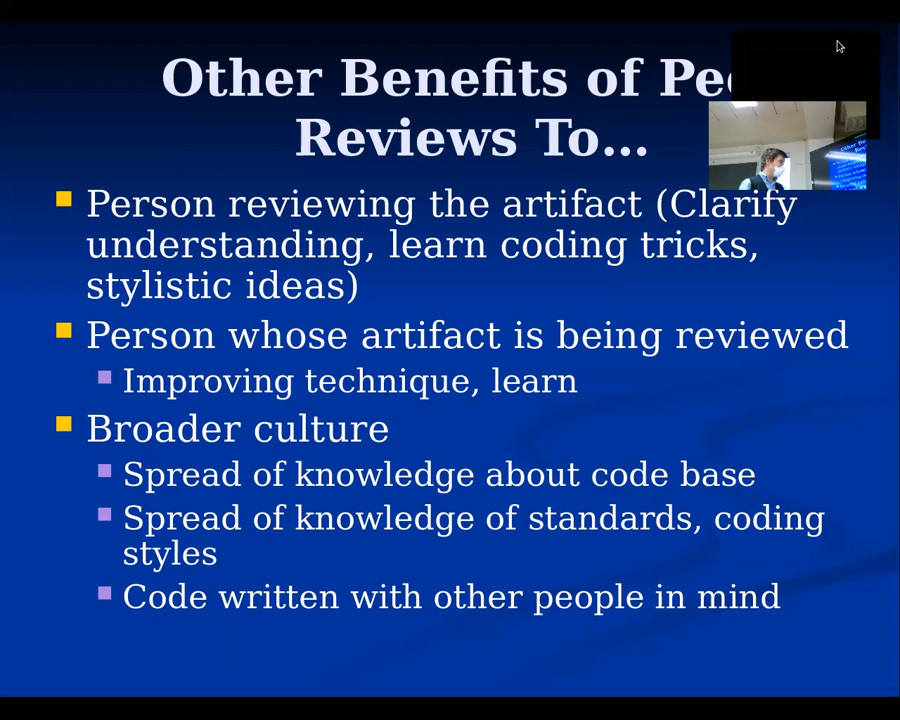 Other Benefits of
Reviews To...
Person reviewing the artifact (Clarify
understanding, learn coding tricks,
stylistic ideas)
Person whose artifact is being reviewed
Improving technique, learn
Broader culture
Spread of knowledge about code base
Spread of knowledge of standards, coding
styles
Code written with other people in mind